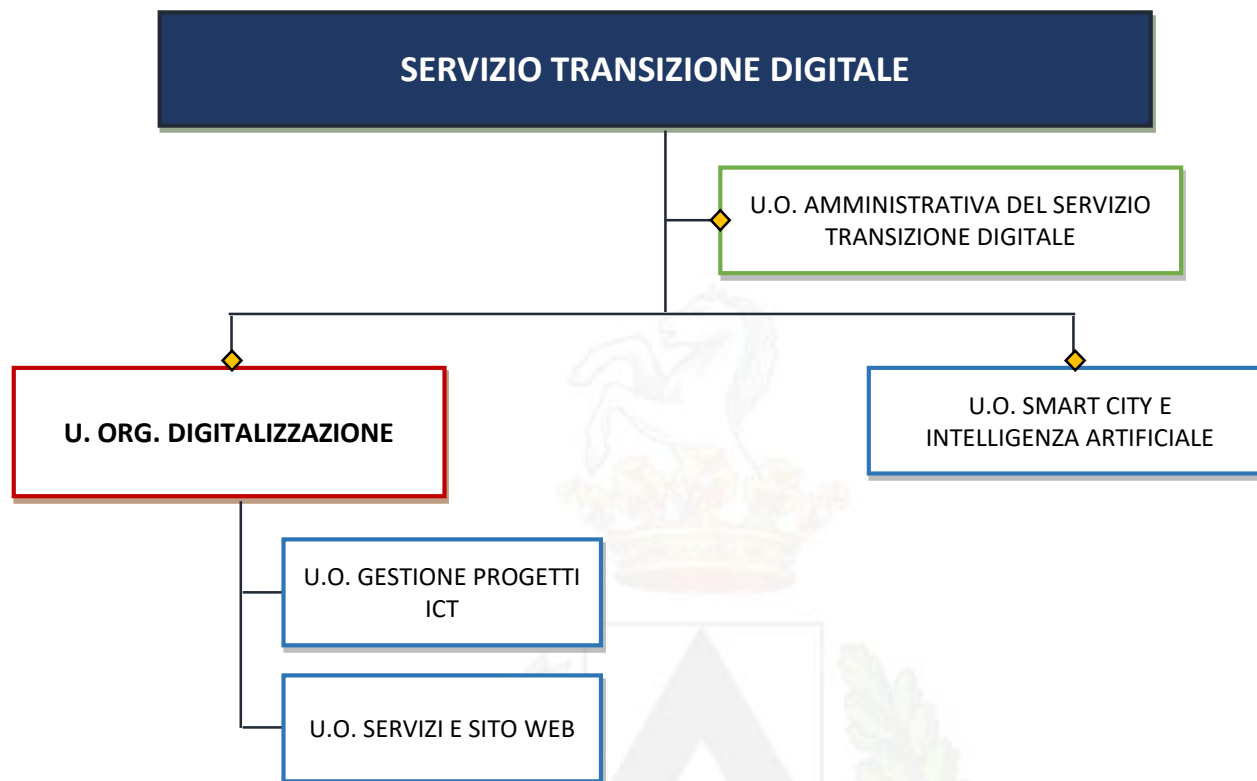 SERVIZIO TRANSIZIONE DIGITALE
U.O. AMMINISTRATIVA DEL SERVIZIO
TRANSIZIONE DIGITALE
U. ORG. DIGITALIZZAZIONE
U.O. SMART CITY E
INTELLIGENZA ARTIFICIALE
U.O. GESTIONE PROGETTI
ICT
U.O. SERVIZI E SITO WEB